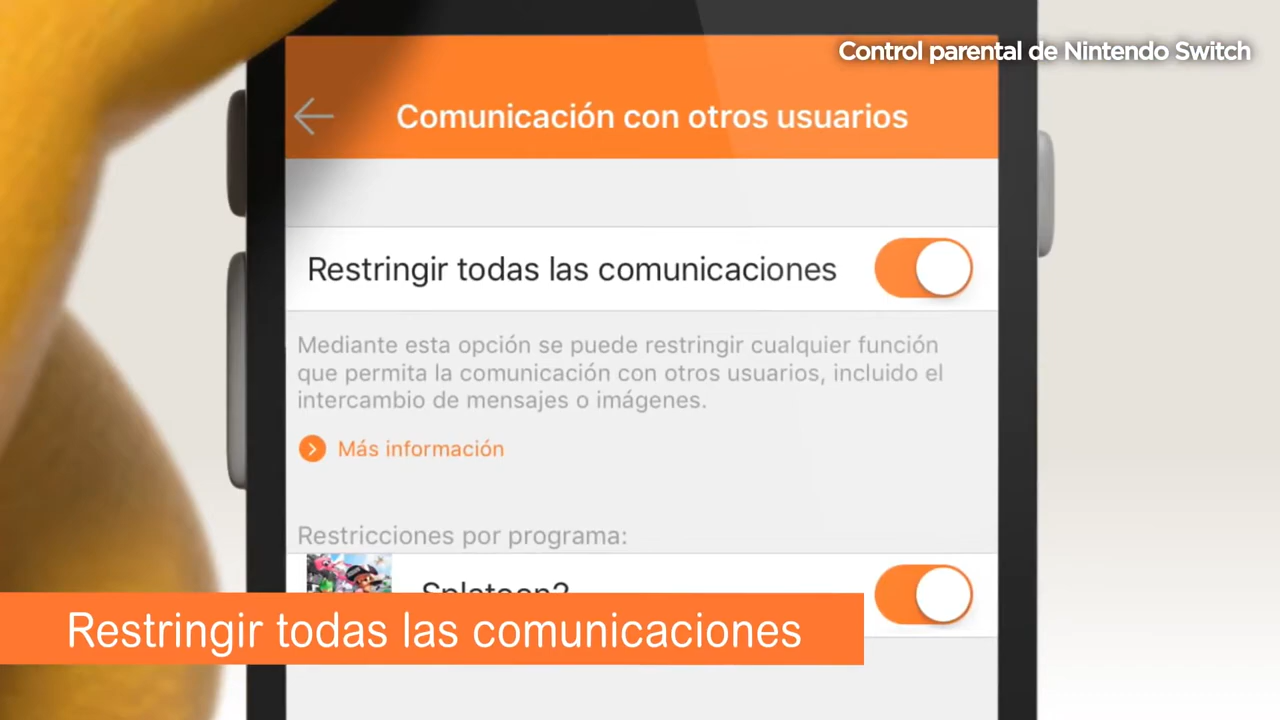 Control parental de Nintendo Switch
Comunicación con otros usuarios
Restringir todas las comunicaciones
Mediante esta opción se puede restringir cualquier función
que permita la comunicación con otros usuarios, incluido el
intercambio de mensajes o imágenes.
Más información
Restricciones por programa:
Splatoon2
Restringir todas las comunicaciones